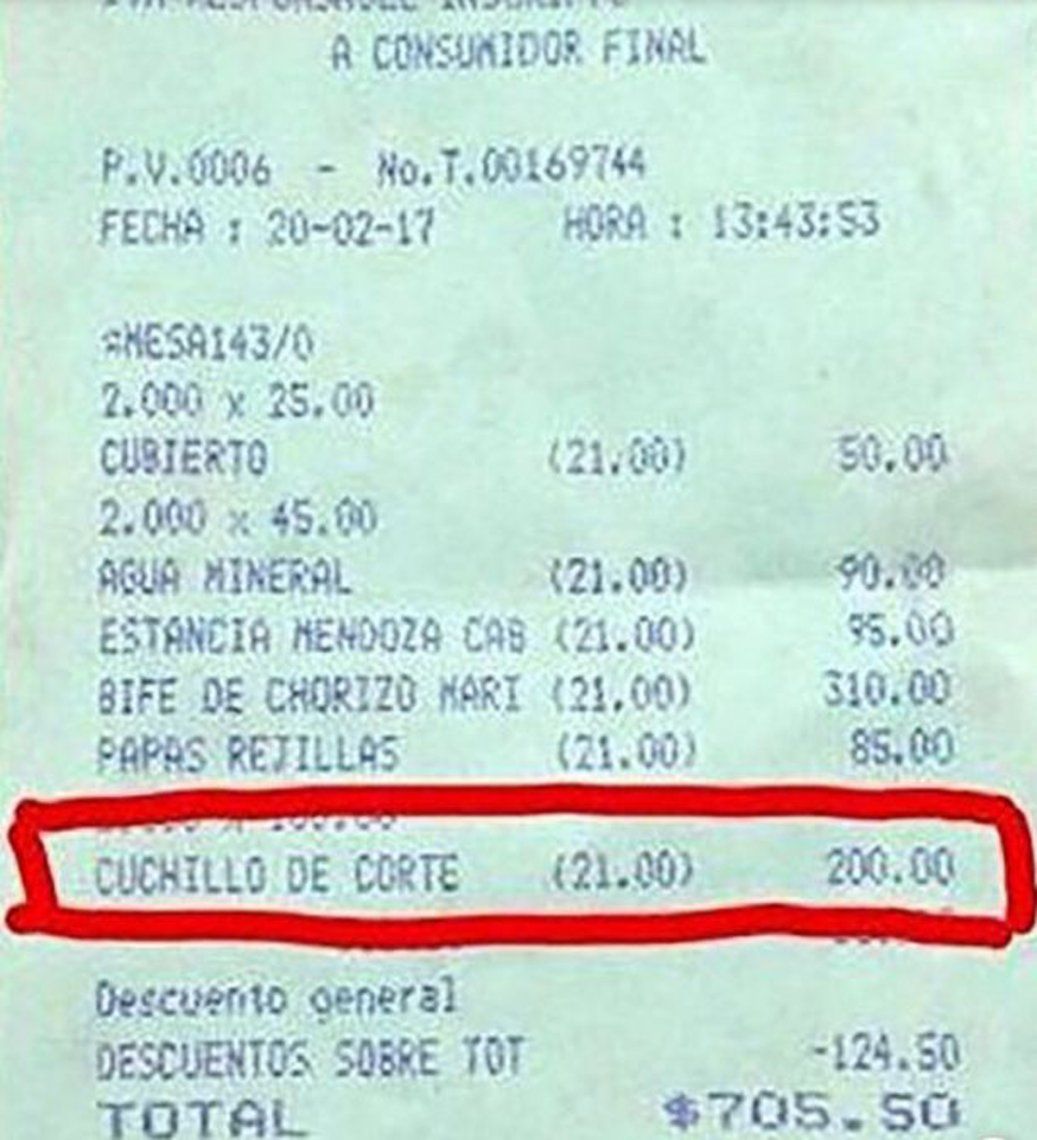 A CONSUMIDOR FINAL
P.V.0006 - No.T.00169744
FECHA : 20-02-17 HORA : 13:43:53
MESA143/0
2.000 x 25.00
CUBIERTO (21.00) 50.00
2.000 x 45.00
AGUA MINERAL (21.00) 90.00
ESTANCIA MENDOZA CAB (21.00) 95.00
BIFE DE CHORIZO MARI (21.00) 310.00
PAPAS REJILLAS (21.00) 85.00
CUCHILLO DE CORTE (21.00) 200.00
Descuento general
DESCUENTOS SOBRE TOT -124.50
TOTAL $705.50